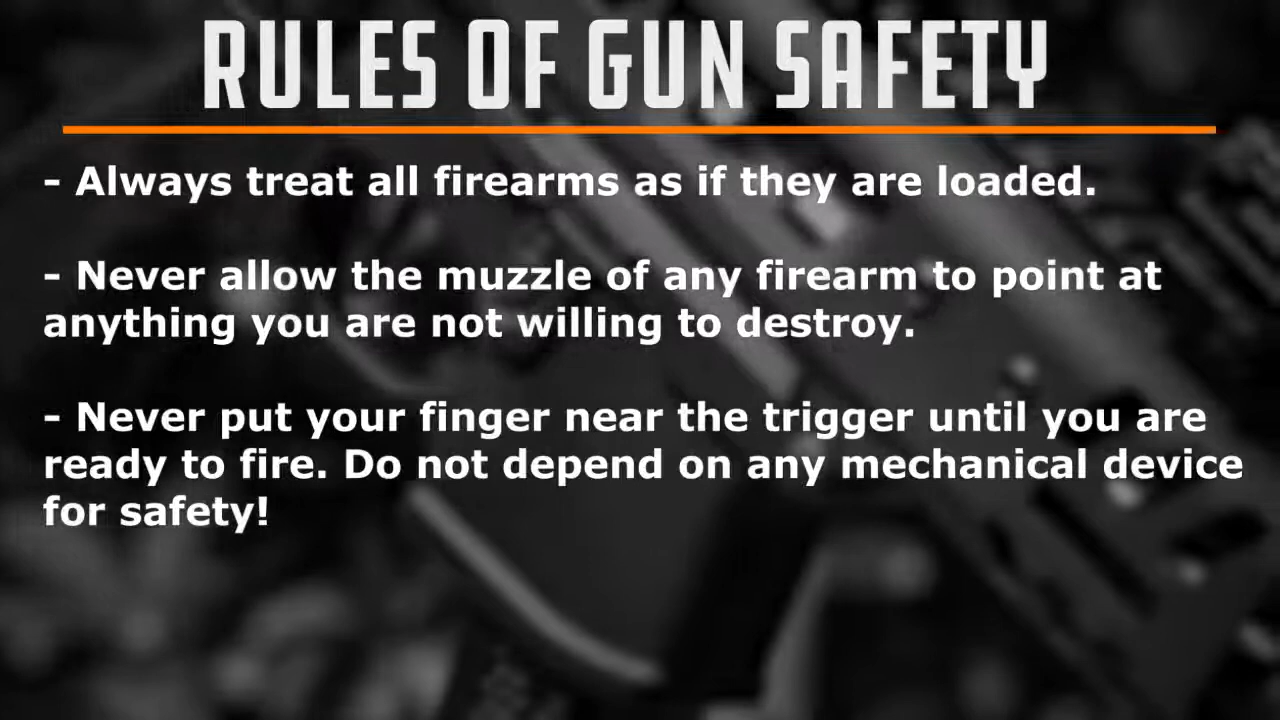 RULES OF GUN SAFETY
- Always treat all firearms as if they are loaded.
- Never allow the muzzle of any firearm to point at
anything you are not willing to destroy.
- Never put your finger near the trigger until you are
ready to fire. Do not depend on any mechanical device
for safety!